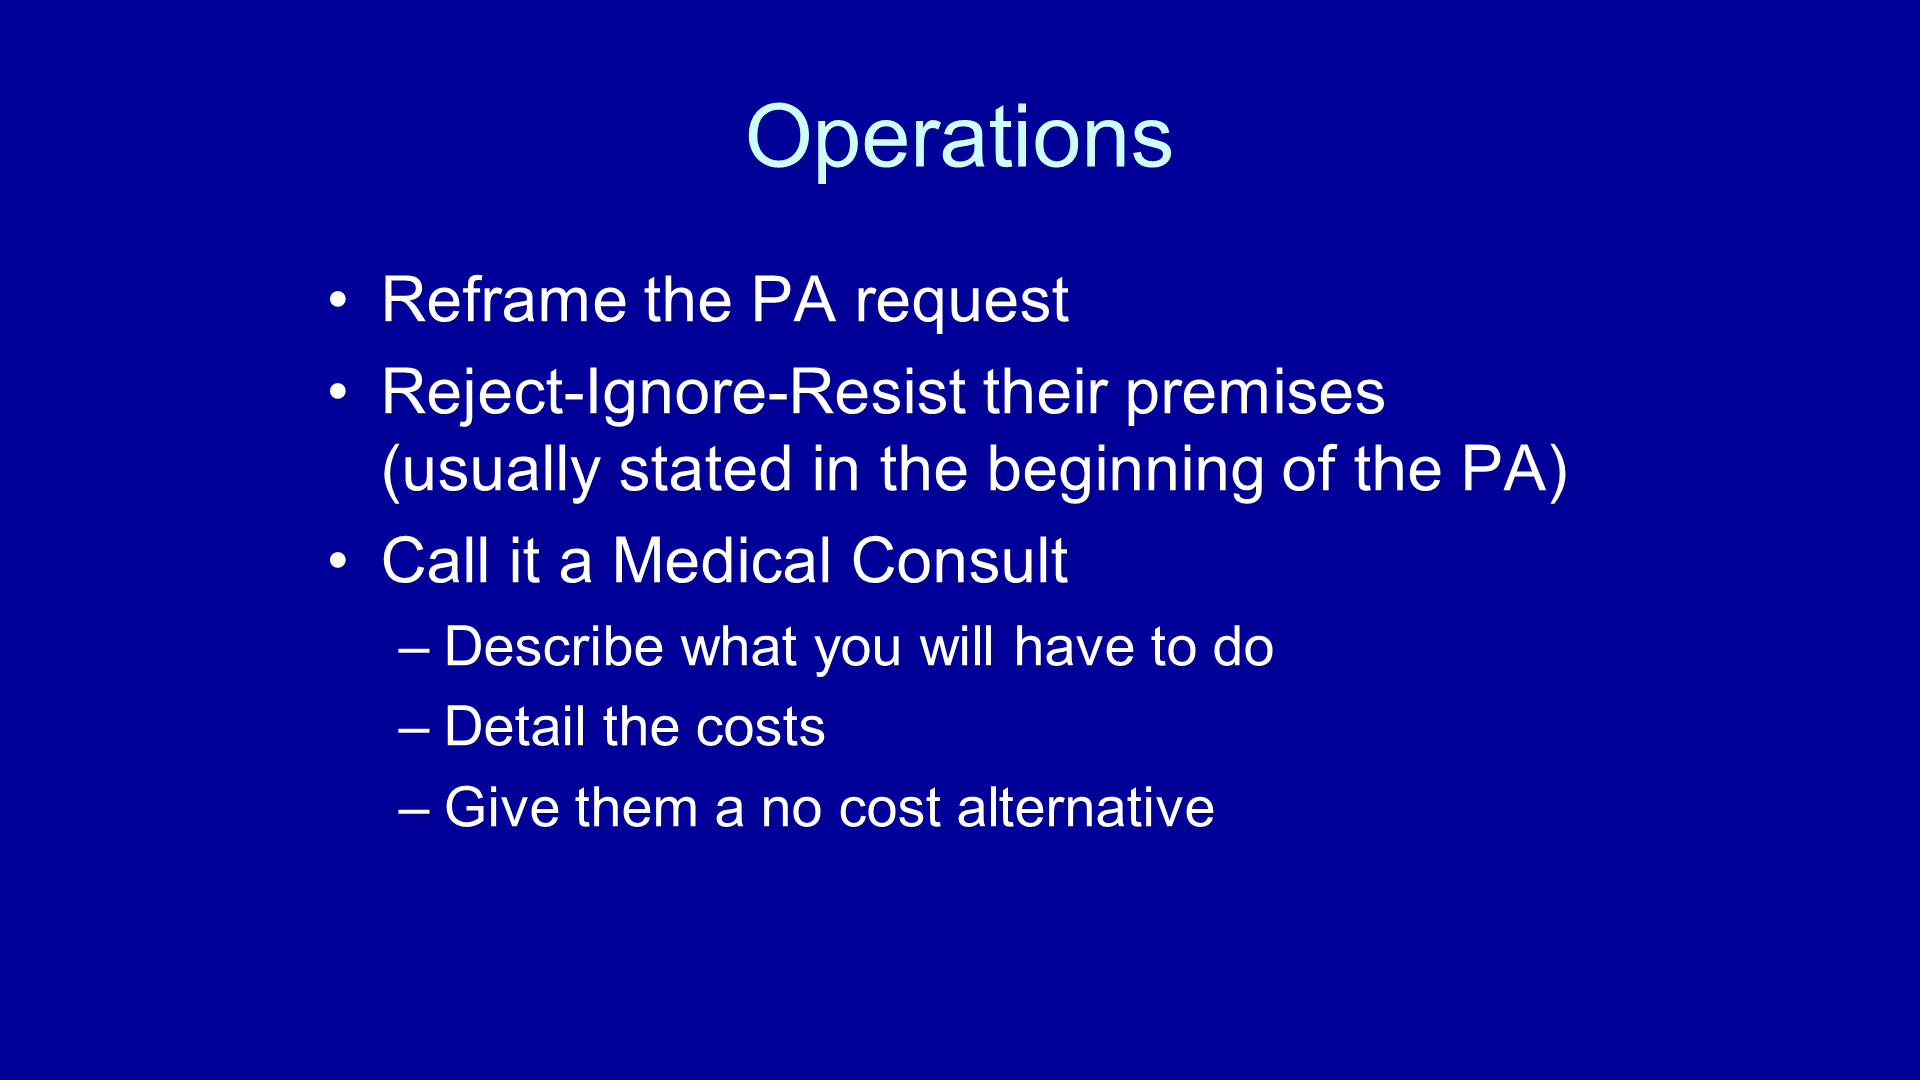 Operations
• Reframe the PA request
• Reject-Ignore-Resist their premises
(usually stated in the beginning of the PA)
• Call it a Medical Consult
– Describe what you will have to do
– Detail the costs
– Give them a no cost alternative